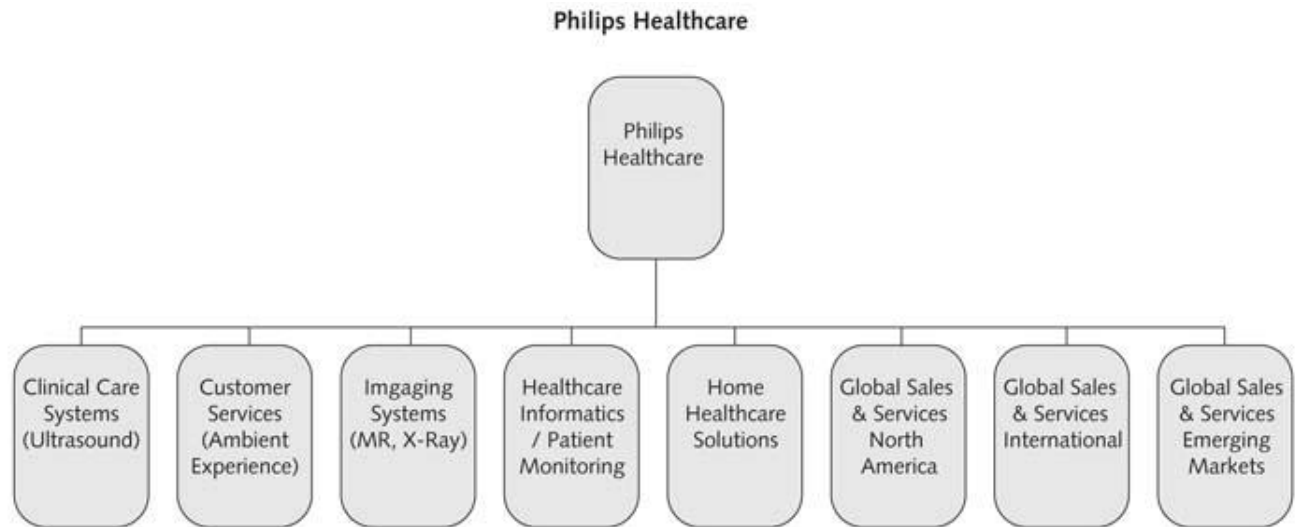 Philips Healthcare
Philips
Healthcare
Clinical Care
Systems
(Ultrasound)
Customer
Services
(Ambient
Experience)
Imgaging
Systems
(MR, X-Ray)
Healthcare
Informatics
/ Patient
Monitoring
Home
Healthcare
Solutions
Global Sales
& Services
North
America
Global Sales
& Services
International
Global Sales
& Services
Emerging
Markets